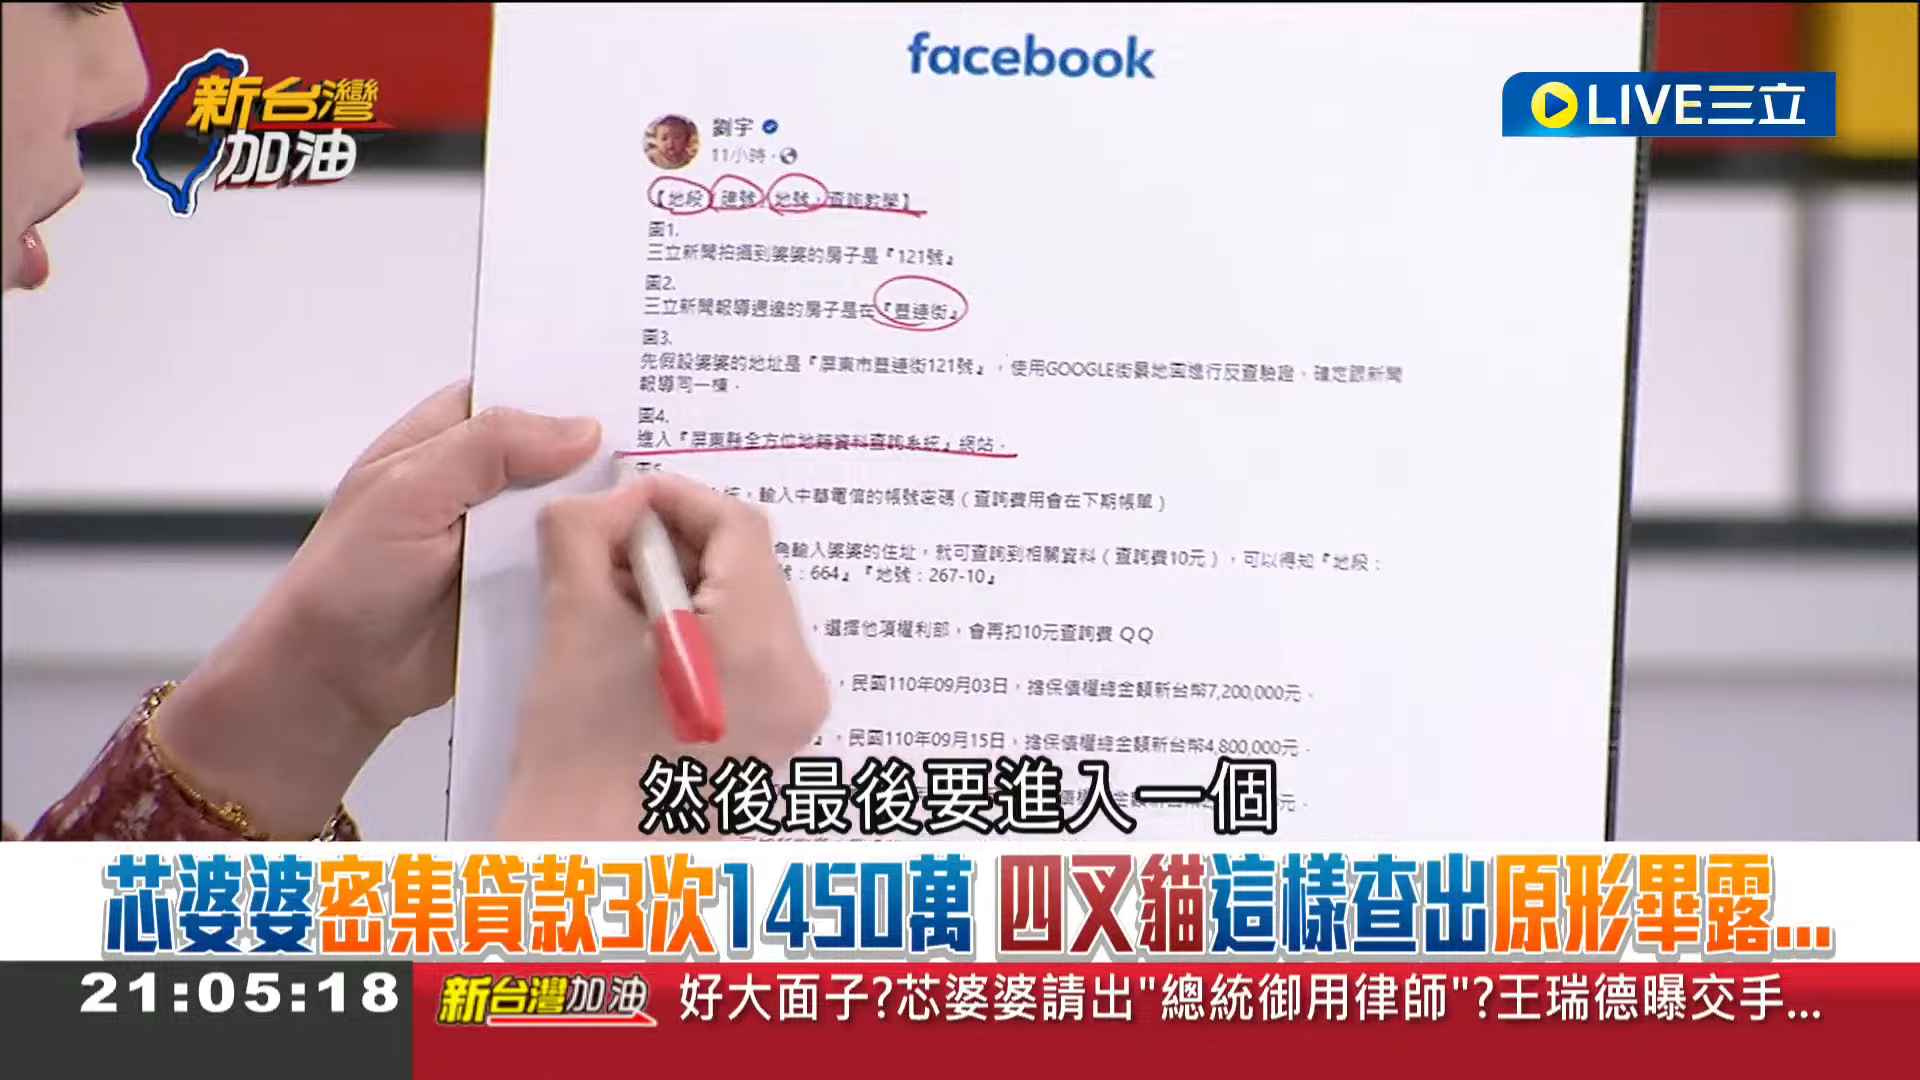 facebook
新台灣
加油
LIVE三立
劉宇
11小時
【地段,建號,地號,查詢教學】
圖1.
三立新聞拍攝到婆婆的房子是『121號』
圖2.
三立新聞報導週邊的房子是在『豐連街』
圖3.
先假設婆婆的地址是『屏東市豐連街121號』,使用GOOGLE街景地圖進行反查驗證,確定跟新聞
報導同一棟.
圖4.
進入『屏東縣全方位地籍資料查詢系統』網站.
輸入中華電信的帳號密碼(查詢費用會在下期帳單)
輸入婆婆的住址,就可查詢到相關資料(查詢費10元),可以得知『地段:
號:664』『地號:267-10』
,選擇他項權利部,會再扣10元查詢費 QQ
,民國110年09月03日,擔保債權總金額新台幣7,200,000元.
』,民國110年09月15日,擔保債權總金額新台幣4,800,000元.
然後最後要進入一個
芯婆婆密集貸款3次1450萬 四叉貓這樣查出原形畢露...
21:05:18 新台灣加油 好大面子?芯婆婆請出"總統御用律師"?王瑞德曝交手...